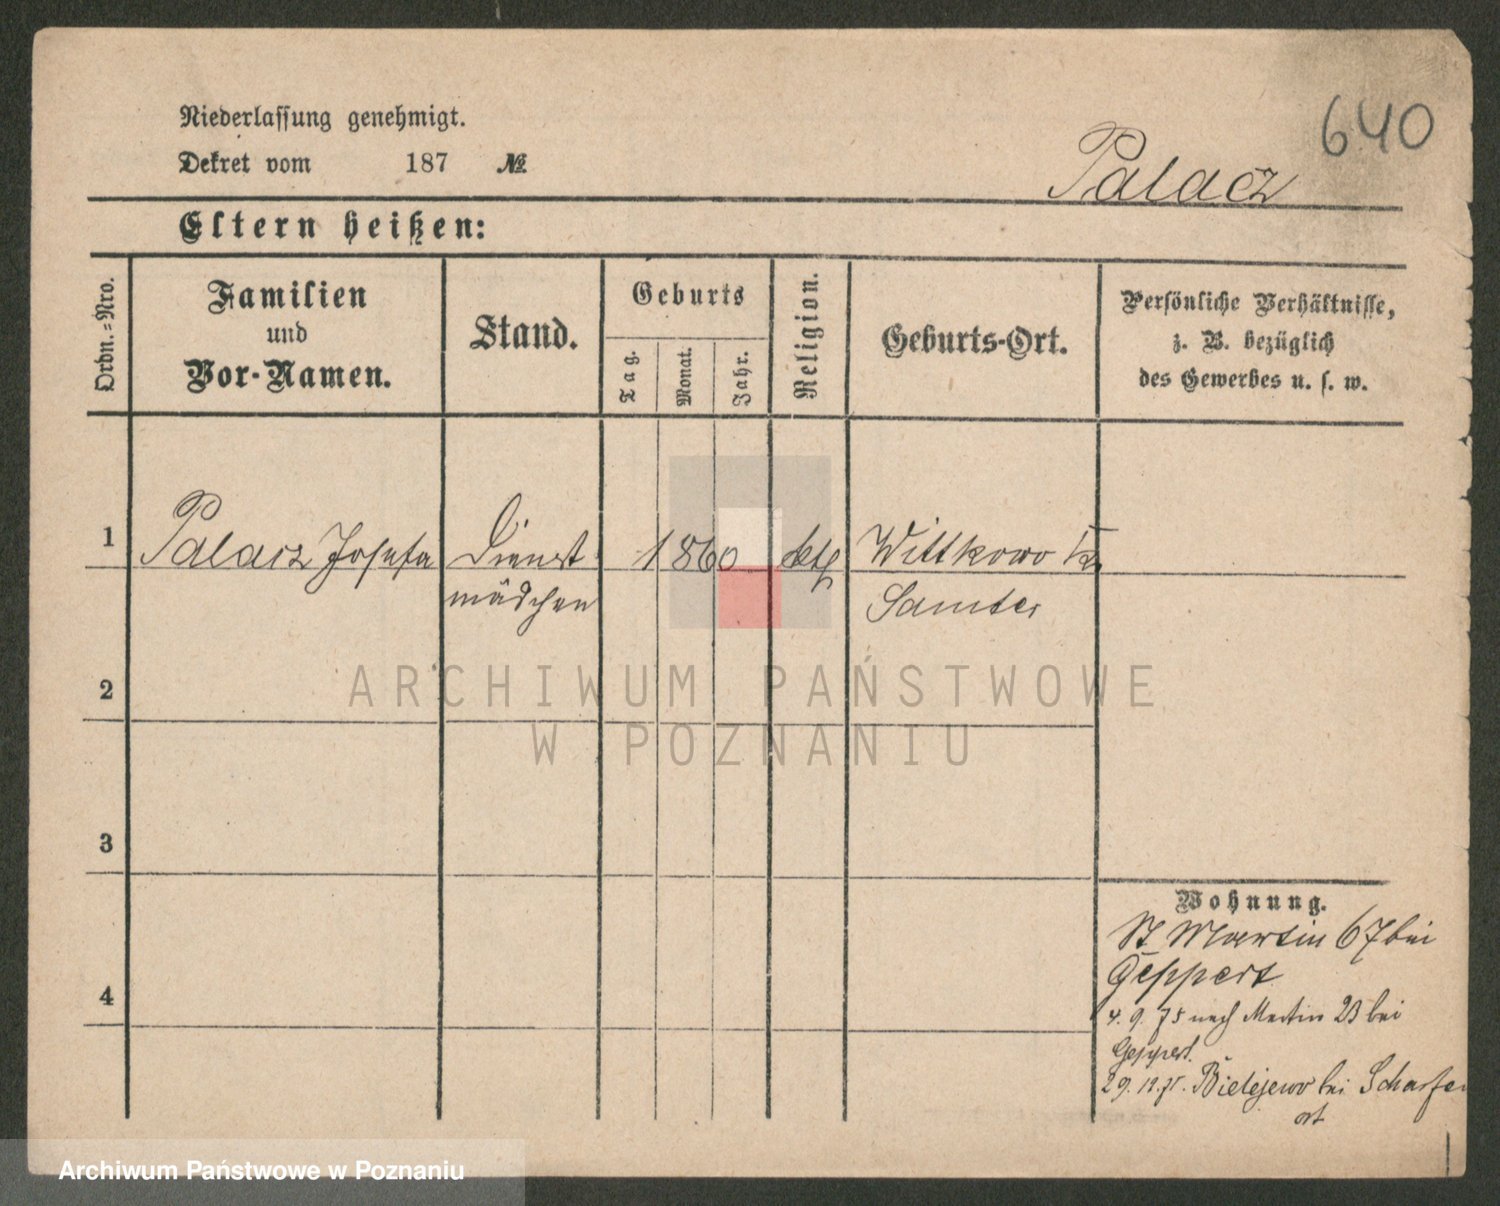 640
Niederlassung genehmigt.
Dekret vom 187 №
Palacz
Eltern heißen:
Ordn.=Nro.
Familien
und
Vor-Namen.
Stand.
Geburts
Tag.
Monat.
Jahr.
Religion.
Geburts-Ort.
Persönliche Verhältnisse,
z. B. bezüglich
des Gewerbes u. s. w.
1 Palacz Josefa Dienst 1860 kth Wittkowo Kr
mädchen Samter
2
ARCHIWUM PAŃSTWOWE
W POZNANIU
3
Wohnung.
St Martin 67 bei
Geppert
4
4. 9. 75 nach Martin 23 bei
Geppert.
29. 12. 75. Bielejewo bei Scharfen
ort
Archiwum Państwowe w Poznaniu